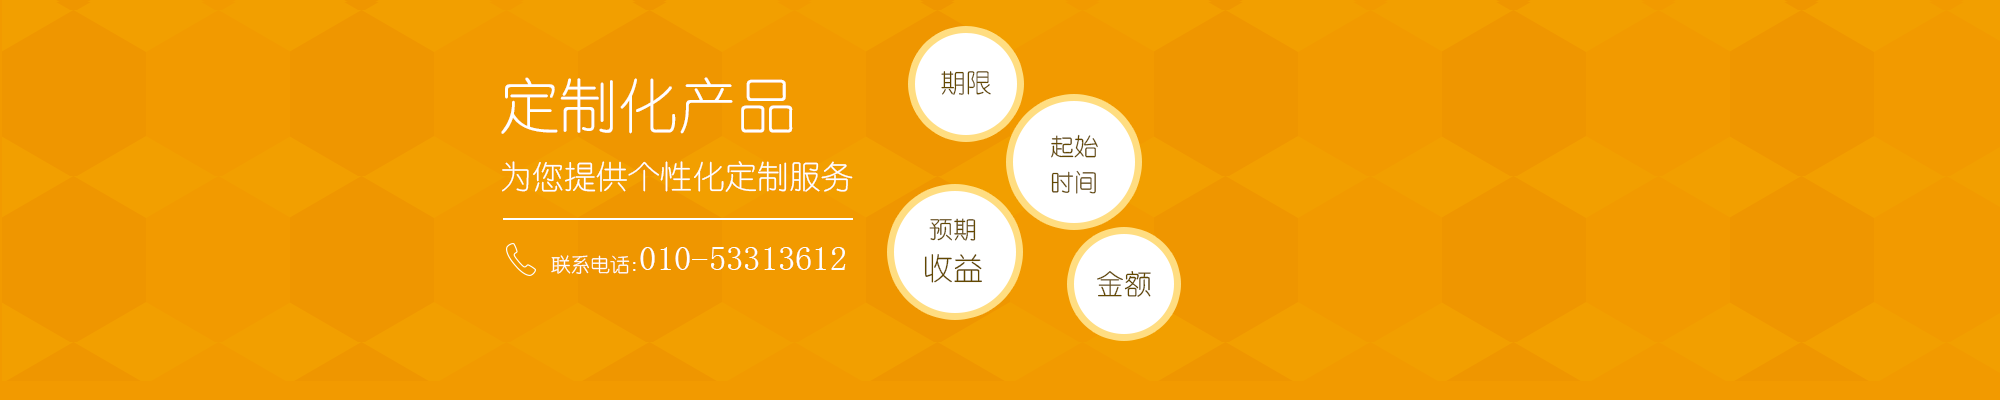 定制化产品
为您提供个性化定制服务
联系电话:010-53313612
期限
起始
时间
预期
收益
金额